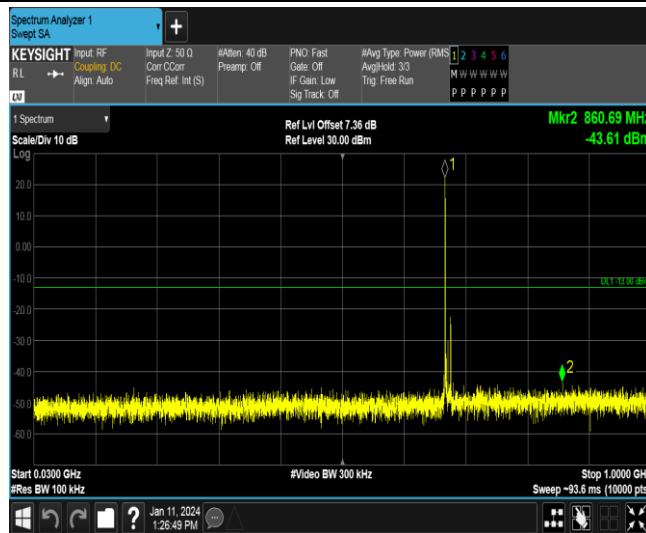 Spectrum Analyzer 1
Swept SA
+
KEYSIGHT
RL
Input: RF
Coupling: DC
Align: Auto
Input Z: 50 Ω
Corr CCorr
Freq Ref: Int (S)
#Atten: 40 dB
Preamp: Off
PNO: Fast
Gate: Off
IF Gain: Low
Sig Track: Off
#Avg Type: Power (RMS
Avg|Hold: 3/3
Trig: Free Run
1 2 3 4 5 6
M W W W W W
P P P P P P
1 Spectrum
Scale/Div 10 dB
Ref Lvl Offset 7.36 dB
Ref Level 30.00 dBm
Mkr2 860.69 MHz
-43.61 dBm
Log
1
20.0
10.0
0.00
-10.0
DL1 -13.00 dBm
-20.0
-30.0
-40.0
2
-50.0
-60.0
Start 0.0300 GHz
#Video BW 300 kHz
Stop 1.0000 GH
#Res BW 100 kHz
Sweep ~93.6 ms (10000 pts
?
Jan 11, 2024
1:26:49 PM